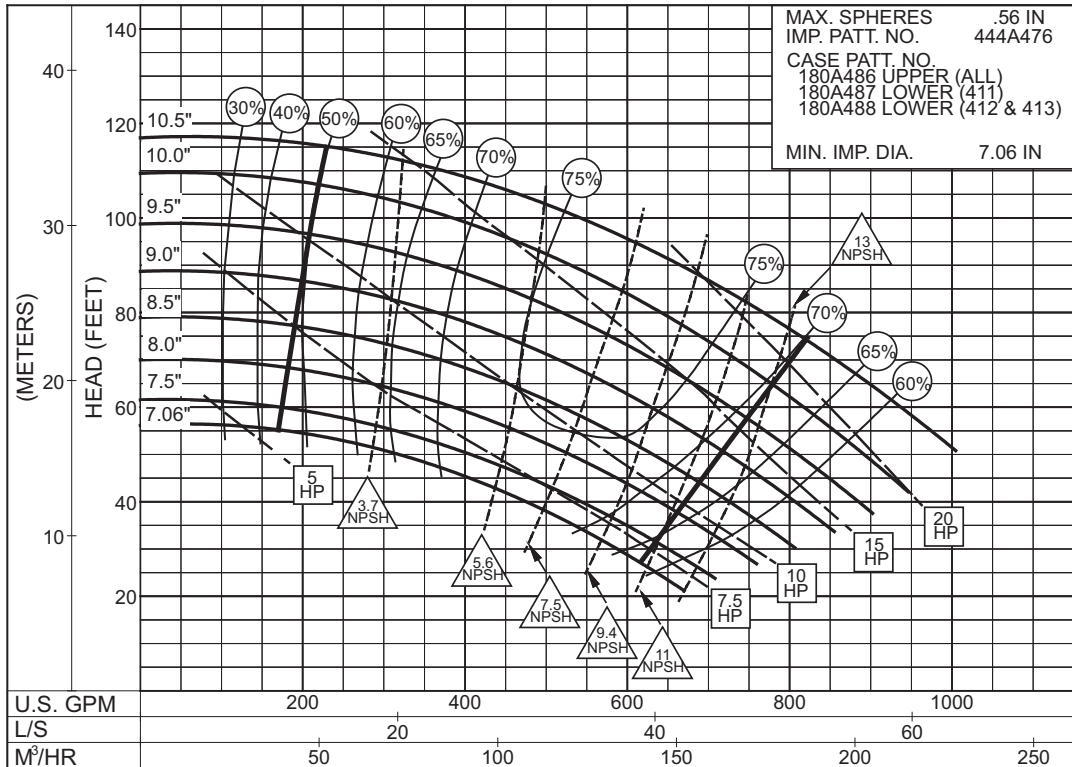 MAX. SPHERES .56 IN
IMP. PATT. NO. 444A476
CASE PATT. NO.
180A486 UPPER (ALL)
180A487 LOWER (411)
180A488 LOWER (412 & 413)
MIN. IMP. DIA. 7.06 IN
140
120
100
80
60
40
20
HEAD (FEET)
40
30
20
10
(METERS)
10.5"
10.0"
9.5"
9.0"
8.5"
8.0"
7.5"
7.06"
30%
40%
50%
60%
65%
70%
75%
75%
70%
65%
60%
13
NPSH
5
HP
3.7
NPSH
5.6
NPSH
7.5
NPSH
9.4
NPSH
11
NPSH
7.5
HP
10
HP
15
HP
20
HP
U.S. GPM 200 400 600 800 1000
L/S 20 40 60
M³/HR 50 100 150 200 250